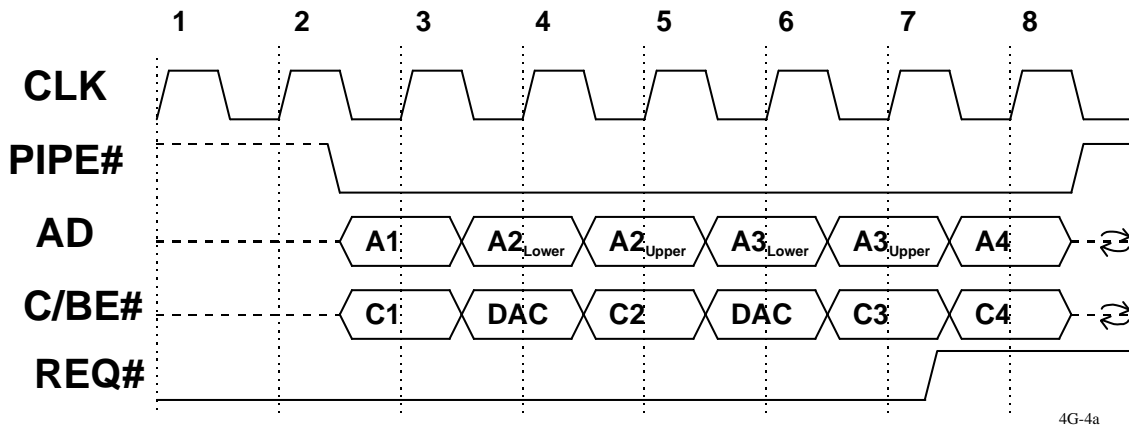 1 2 3 4 5 6 7 8
CLK
PIPE#
AD A1 A2Lower A2Upper A3Lower A3Upper A4
C/BE# C1 DAC C2 DAC C3 C4
REQ#
4G-4a